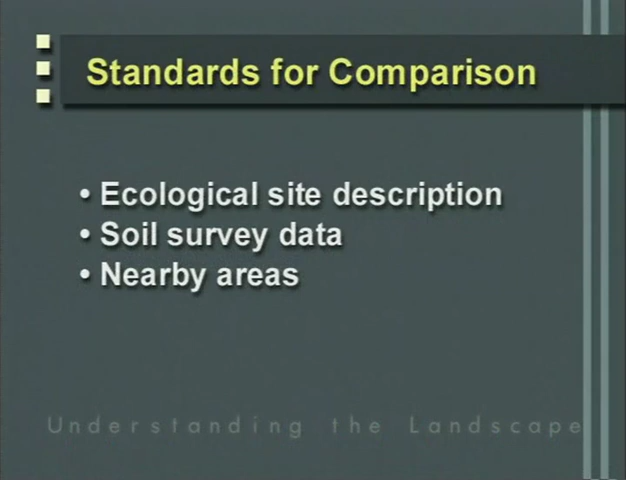 Standards for Comparison
• Ecological site description
• Soil survey data
• Nearby areas
Understanding the Landscape